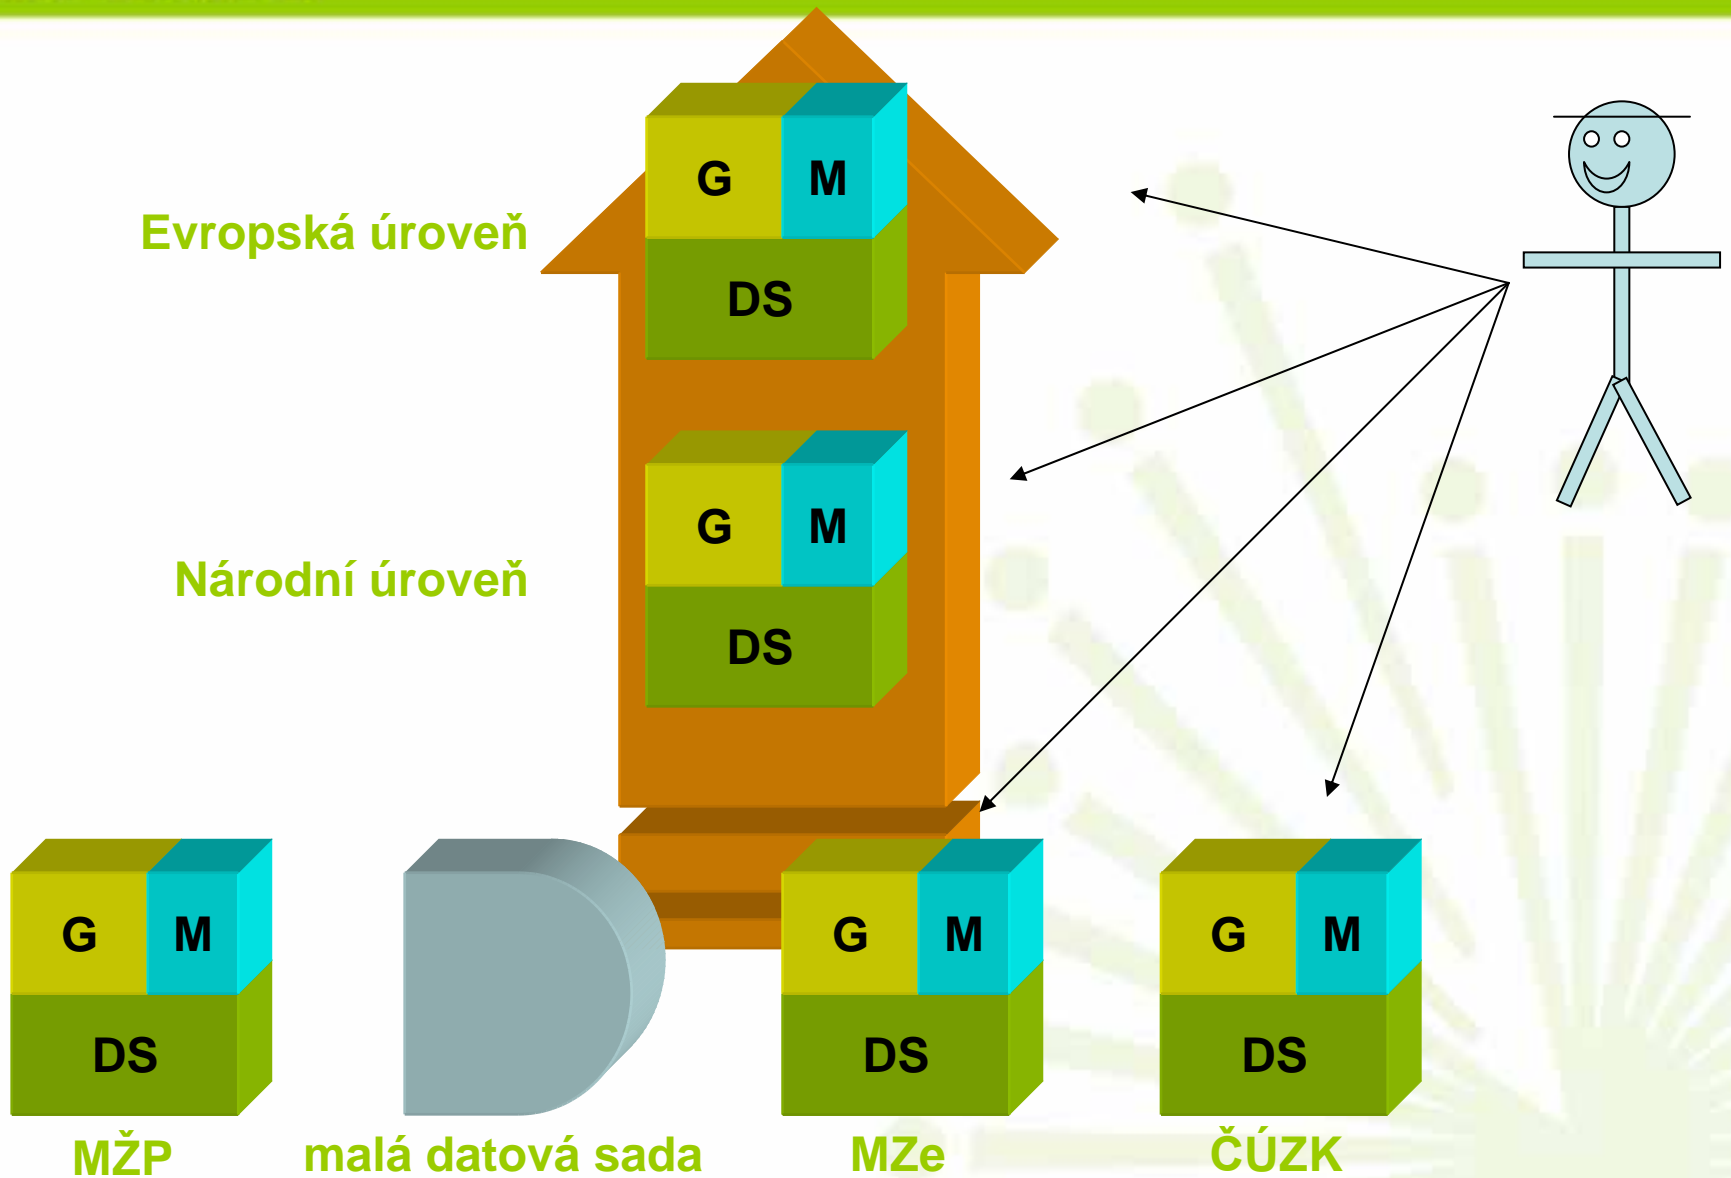 G M
Evropská úroveň
DS
G M
Národní úroveň
DS
G M
G M
G M
DS
DS
DS
MŽP
malá datová sada
MZe
ČÚZK